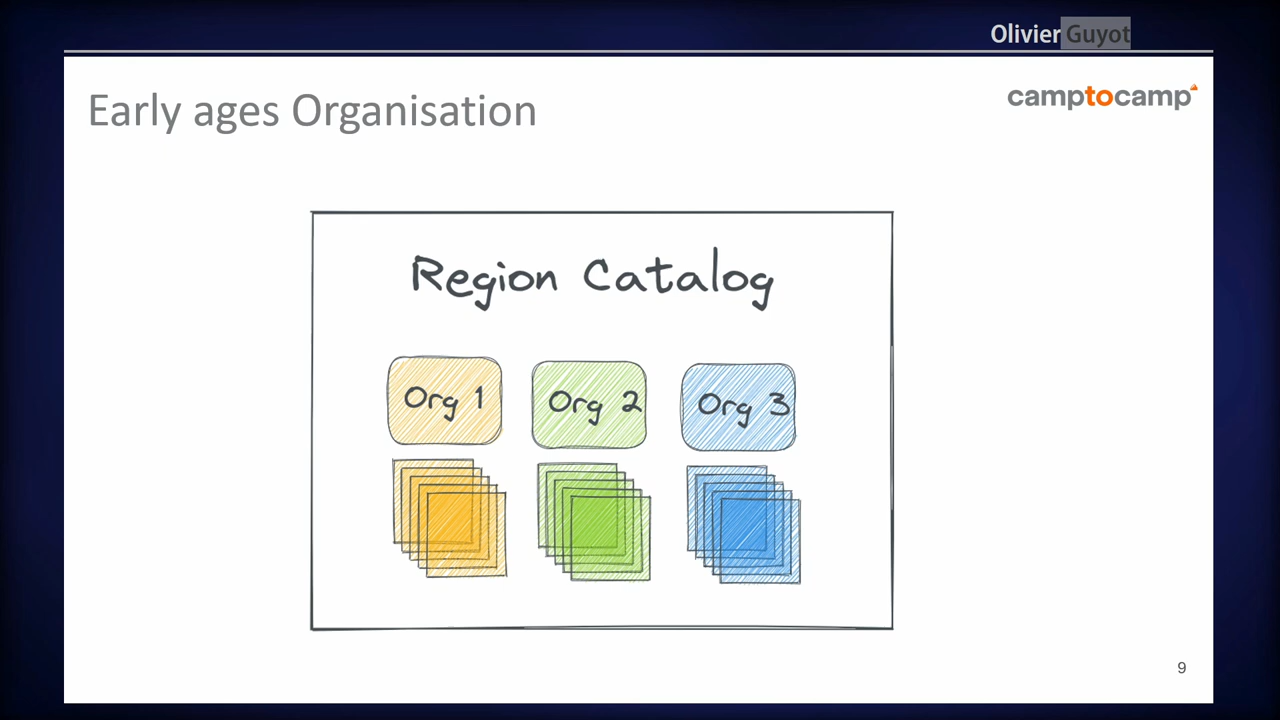 Olivier Guyot
camptocamp
Early ages Organisation
Region Catalog
Org 1
Org 2
Org 3
9